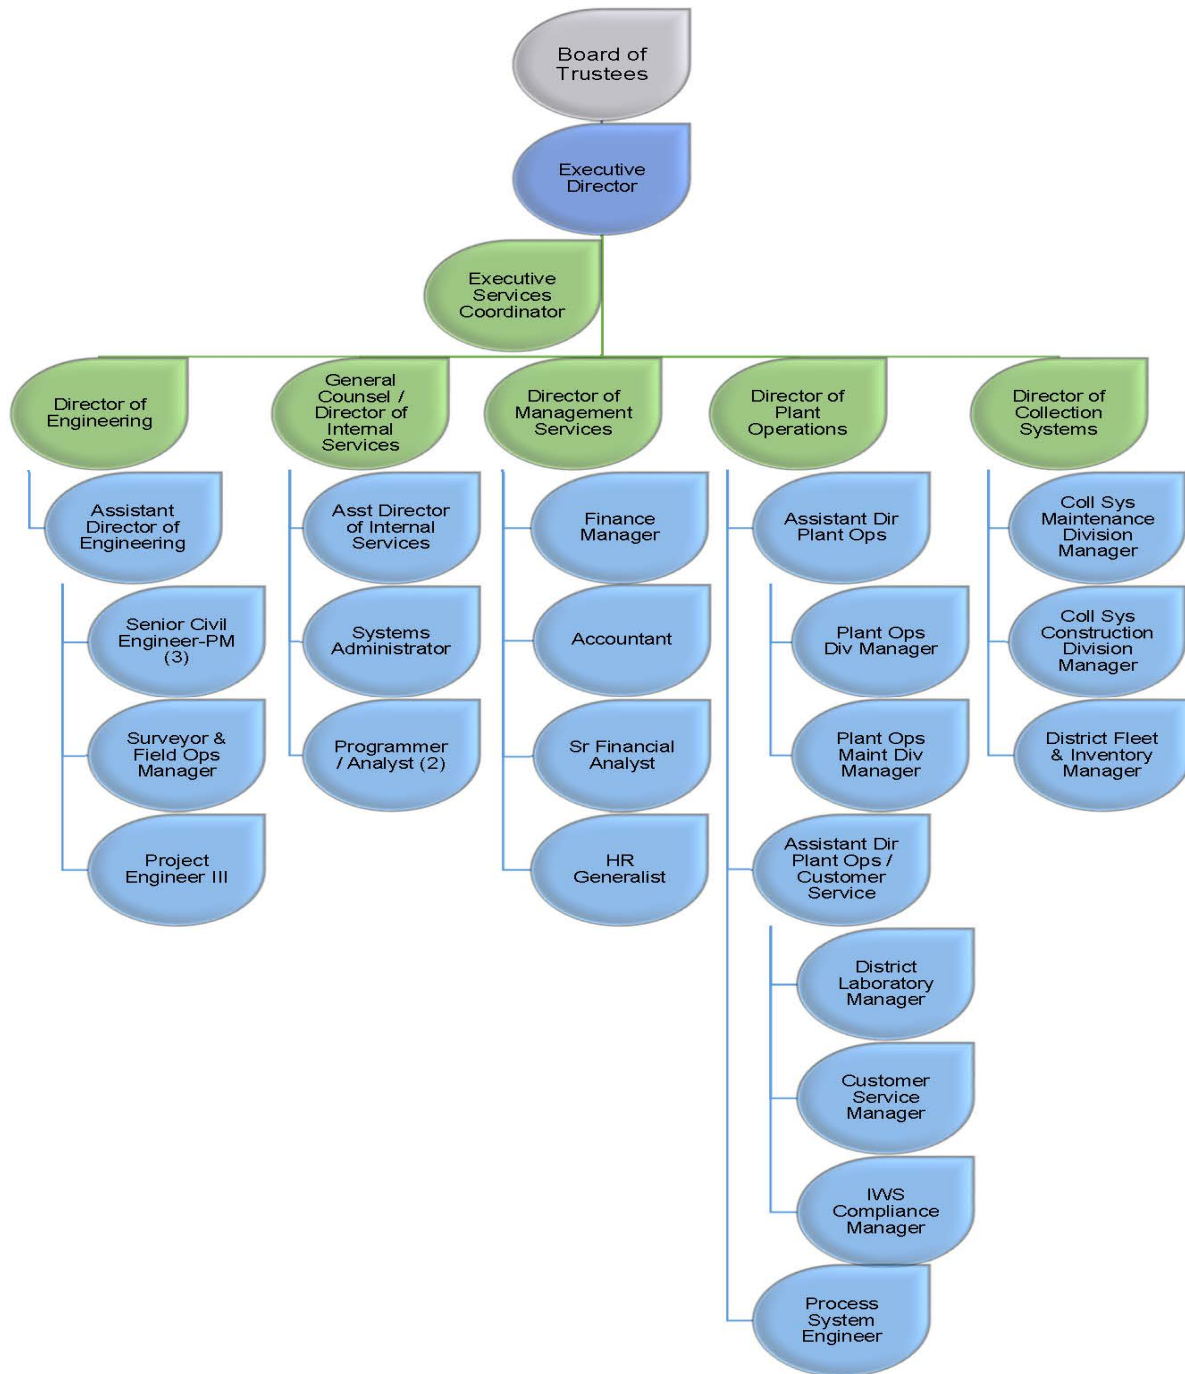 Board of
Trustees
Executive
Director
Executive
Services
Coordinator
Director of
Engineering
General
Counsel /
Director of
Internal
Services
Director of
Management
Services
Director of
Plant
Operations
Director of
Collection
Systems
Assistant
Director of
Engineering
Senior Civil
Engineer-PM
(3)
Surveyor &
Field Ops
Manager
Project
Engineer III
Asst Director
of Internal
Services
Systems
Administrator
Programmer
/ Analyst (2)
Finance
Manager
Accountant
Sr Financial
Analyst
HR
Generalist
Assistant Dir
Plant Ops
Plant Ops
Div Manager
Plant Ops
Maint Div
Manager
Assistant Dir
Plant Ops /
Customer
Service
District
Laboratory
Manager
Customer
Service
Manager
IWS
Compliance
Manager
Process
System
Engineer
Coll Sys
Maintenance
Division
Manager
Coll Sys
Construction
Division
Manager
District Fleet
& Inventory
Manager